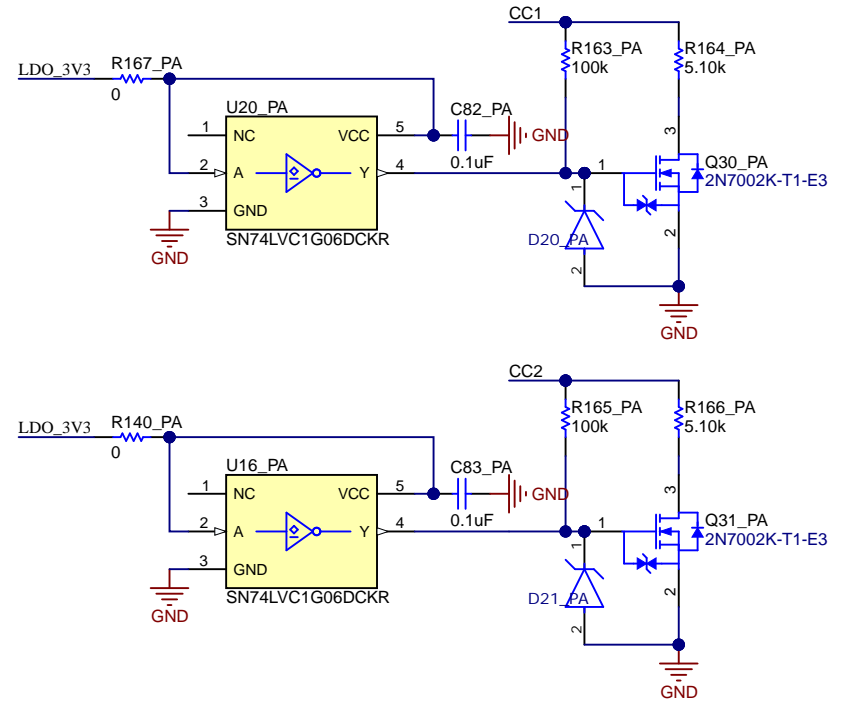 CC1
R163_PA
100k
R164_PA
5.10k
LDO_3V3
R167_PA
0
U20_PA
1
NC
VCC
5
2
A
Y
4
3
GND
SN74LVC1G06DCKR
GND
C82_PA
0.1uF
GND
1
3
2
Q30_PA
2N7002K-T1-E3
1
D20_PA
2
GND
CC2
R165_PA
100k
R166_PA
5.10k
LDO_3V3
R140_PA
0
U16_PA
1
NC
VCC
5
2
A
Y
4
3
GND
SN74LVC1G06DCKR
GND
C83_PA
0.1uF
GND
1
3
2
Q31_PA
2N7002K-T1-E3
1
D21_PA
2
GND